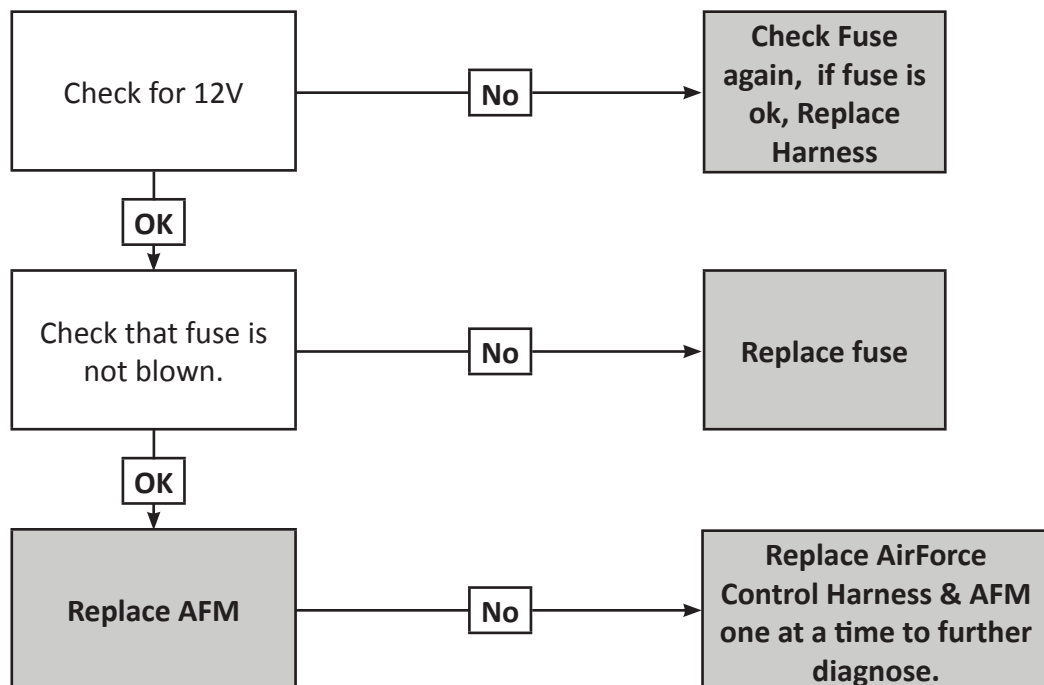 Check for 12V
No
Check Fuse
again, if fuse is
ok, Replace
Harness
OK
Check that fuse is
not blown.
No
Replace fuse
OK
Replace AFM
No
Replace AirForce
Control Harness & AFM
one at a time to further
diagnose.